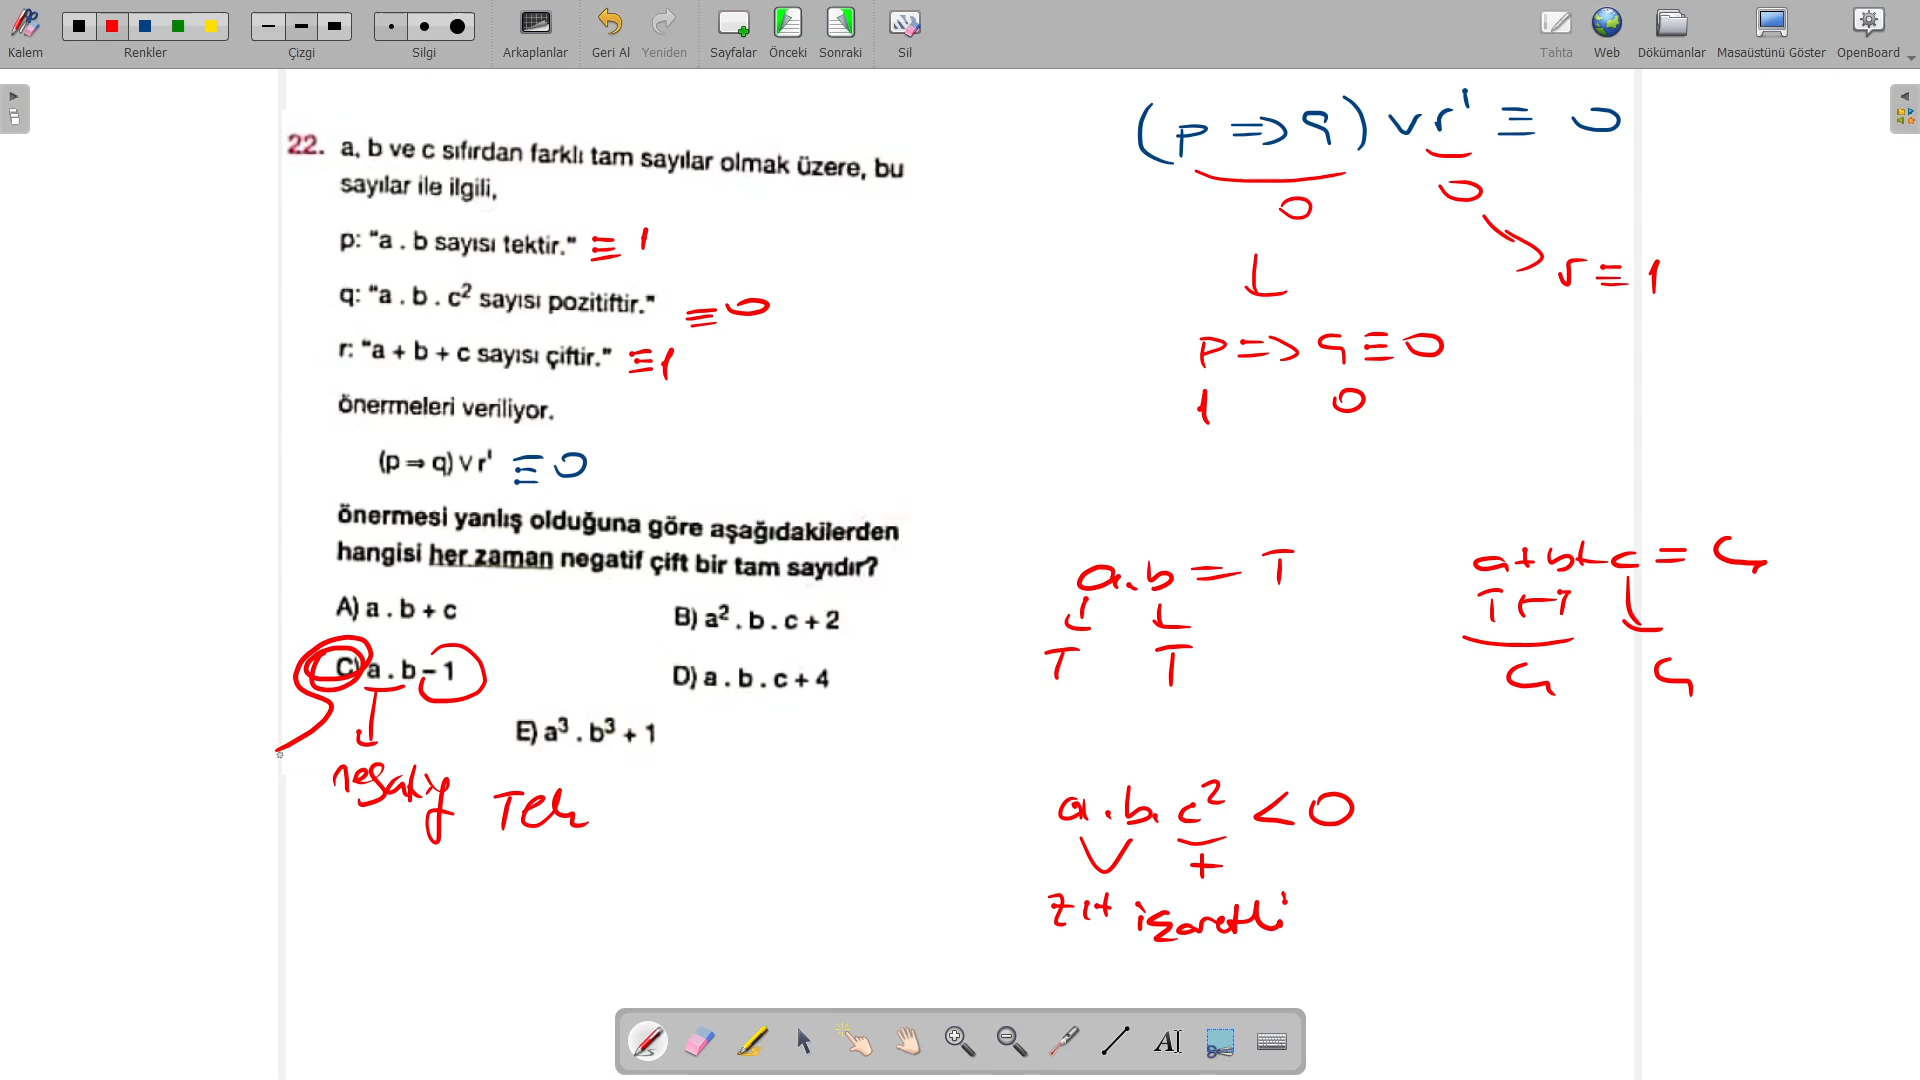 Kalem
Renkler
Çizgi
Silgi
Arkaplanlar
Geri Al
Yeniden
Sayfalar
Önceki
Sonraki
Sil
Tahta
Web
Dökümanlar
Masaüstünü Göster
OpenBoard
22. a, b ve c sıfırdan farklı tam sayılar olmak üzere, bu
sayılar ile ilgili,
p: "a . b sayısı tektir." ≡ 1
q: "a . b . c² sayısı pozitiftir." ≡ 0
r: "a + b + c sayısı çiftir." ≡ 1
önermeleri veriliyor.
(p ⇒ q) ∨ r' ≡ 0
önermesi yanlış olduğuna göre aşağıdakilerden
hangisi her zaman negatif çift bir tam sayıdır?
A) a . b + c
B) a² . b . c + 2
C) a . b – 1
D) a . b . c + 4
E) a³ . b³ + 1
negatif Tek
(p ⇒ q) ∨ r' ≡ 0
0
0
r ≡ 1
p ⇒ q ≡ 0
1 0
a.b = T
T T
a+b+c = Ç
T+T
Ç Ç
a.b.c² < 0
+
zıt işaretli